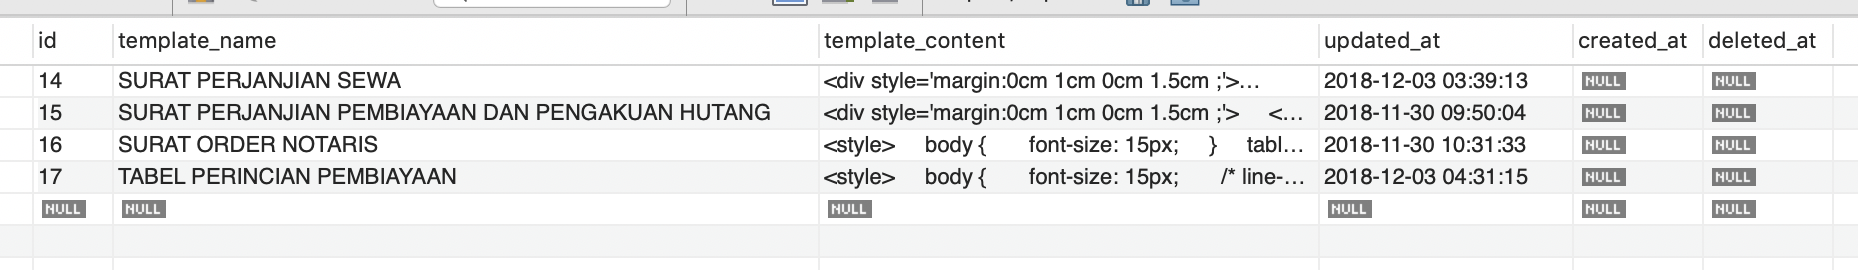 id template_name template_content updated_at created_at deleted_at
14 SURAT PERJANJIAN SEWA <div style='margin:0cm 1cm 0cm 1.5cm ;'>... 2018-12-03 03:39:13 NULL NULL
15 SURAT PERJANJIAN PEMBIAYAAN DAN PENGAKUAN HUTANG <div style='margin:0cm 1cm 0cm 1.5cm ;'> <... 2018-11-30 09:50:04 NULL NULL
16 SURAT ORDER NOTARIS <style> body { font-size: 15px; } tabl... 2018-11-30 10:31:33 NULL NULL
17 TABEL PERINCIAN PEMBIAYAAN <style> body { font-size: 15px; /* line-... 2018-12-03 04:31:15 NULL NULL
NULL NULL NULL NULL NULL NULL